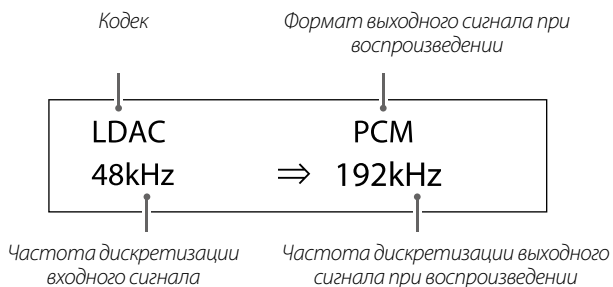 Кодек
Формат выходного сигнала при
воспроизведении
LDAC PCM
48kHz ⇒ 192kHz
Частота дискретизации
входного сигнала
Частота дискретизации выходного
сигнала при воспроизведении